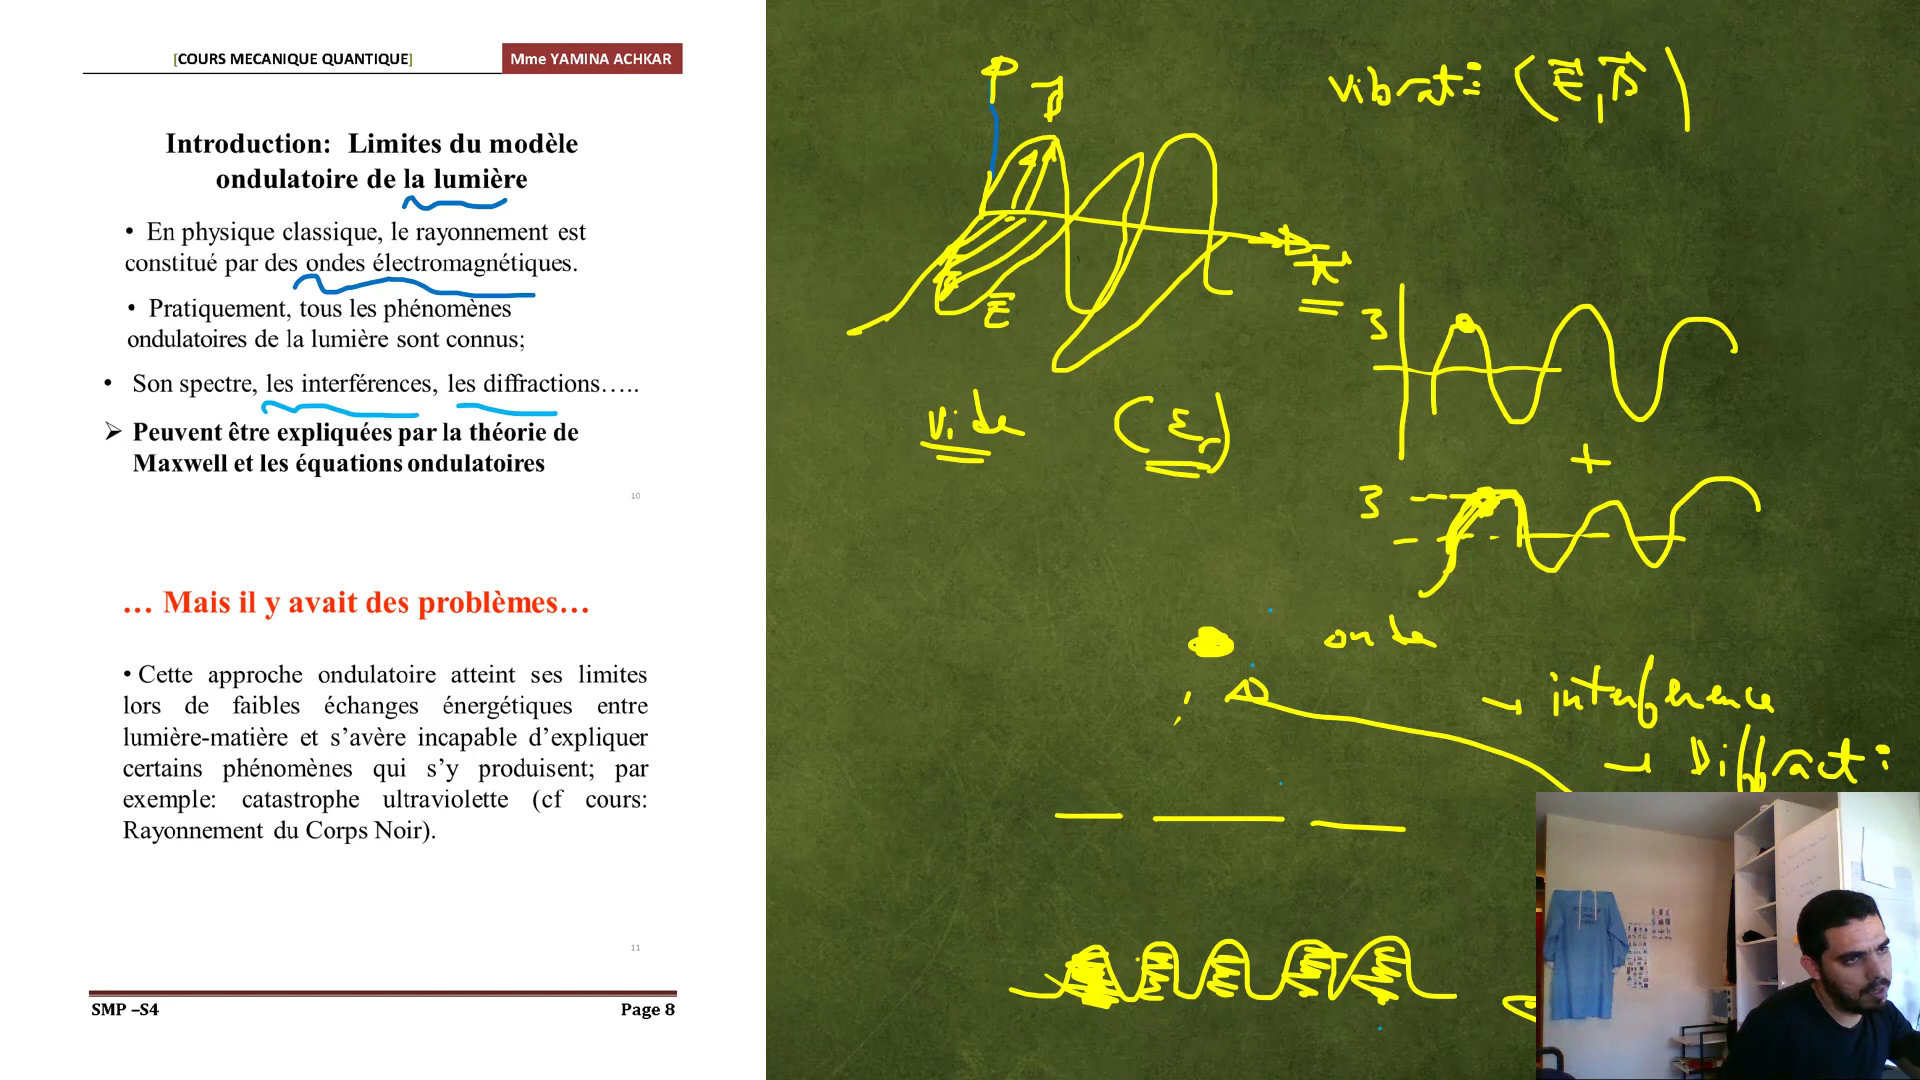 [COURS MECANIQUE QUANTIQUE]
Mme YAMINA ACHKAR
Introduction: Limites du modèle
ondulatoire de la lumière
• En physique classique, le rayonnement est
constitué par des ondes électromagnétiques.
• Pratiquement, tous les phénomènes
ondulatoires de la lumière sont connus;
• Son spectre, les interférences, les diffractions…..
➢ Peuvent être expliquées par la théorie de
Maxwell et les équations ondulatoires
10
… Mais il y avait des problèmes…
• Cette approche ondulatoire atteint ses limites
lors de faibles échanges énergétiques entre
lumière-matière et s’avère incapable d’expliquer
certains phénomènes qui s’y produisent; par
exemple: catastrophe ultraviolette (cf cours:
Rayonnement du Corps Noir).
11
SMP –S4
Page 8
E
vide (εr)
3
+
3
onde
→ interference
→ Diffract: